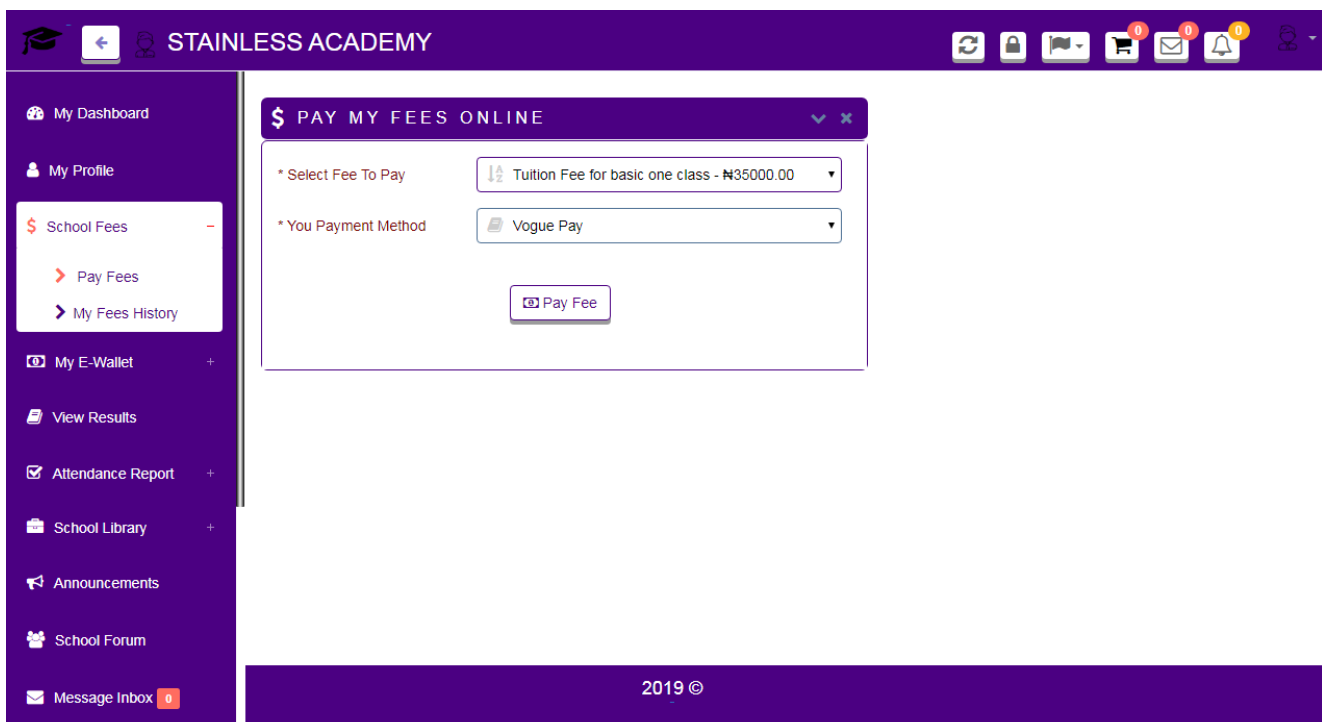 STAINLESS ACADEMY
0
0
0
My Dashboard
My Profile
School Fees
Pay Fees
My Fees History
My E-Wallet
View Results
Attendance Report
School Library
Announcements
School Forum
Message Inbox 0
$ PAY MY FEES ONLINE
* Select Fee To Pay
Tuition Fee for basic one class - ₦35000.00
* You Payment Method
Vogue Pay
Pay Fee
2019 ©